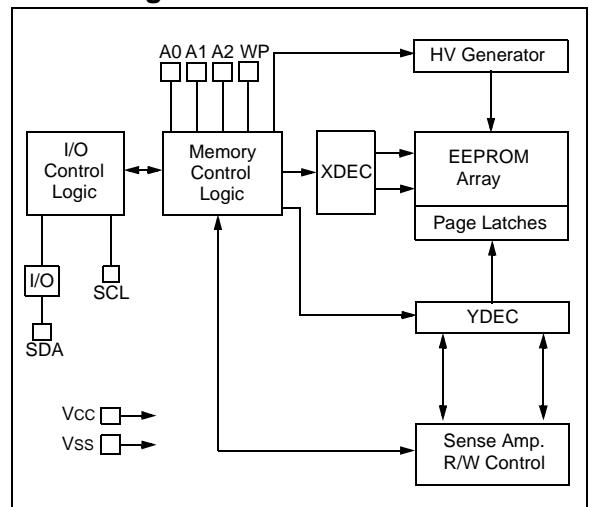 A0 A1 A2 WP
HV Generator
I/O
Control
Logic
Memory
Control
Logic
XDEC
EEPROM
Array
Page Latches
I/O
SCL
SDA
YDEC
Vcc
Vss
Sense Amp.
R/W Control